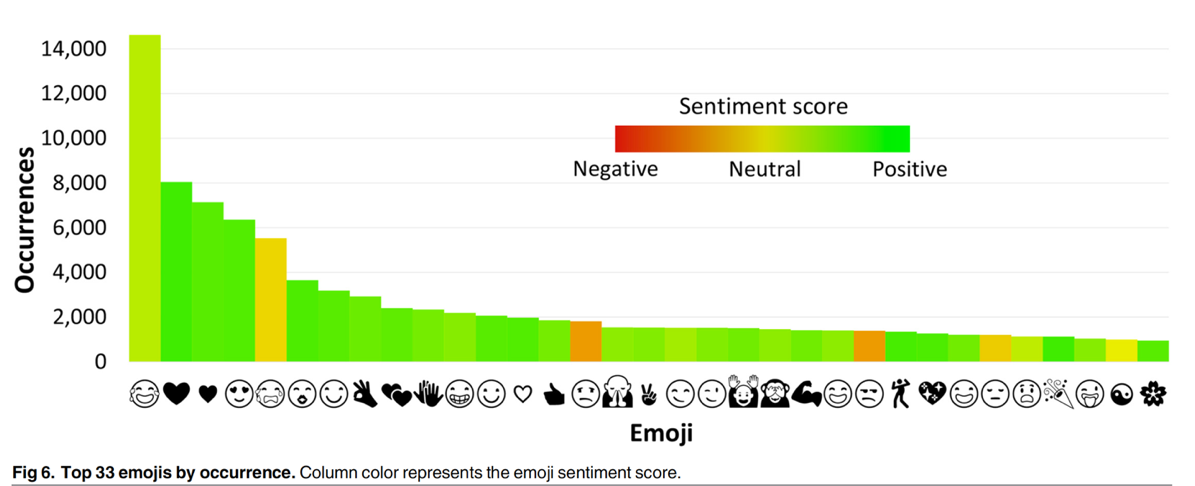 14,000
12,000
10,000
8,000
6,000
4,000
2,000
0
Occurrences
Sentiment score
Negative Neutral Positive
Emoji
Fig 6. Top 33 emojis by occurrence. Column color represents the emoji sentiment score.